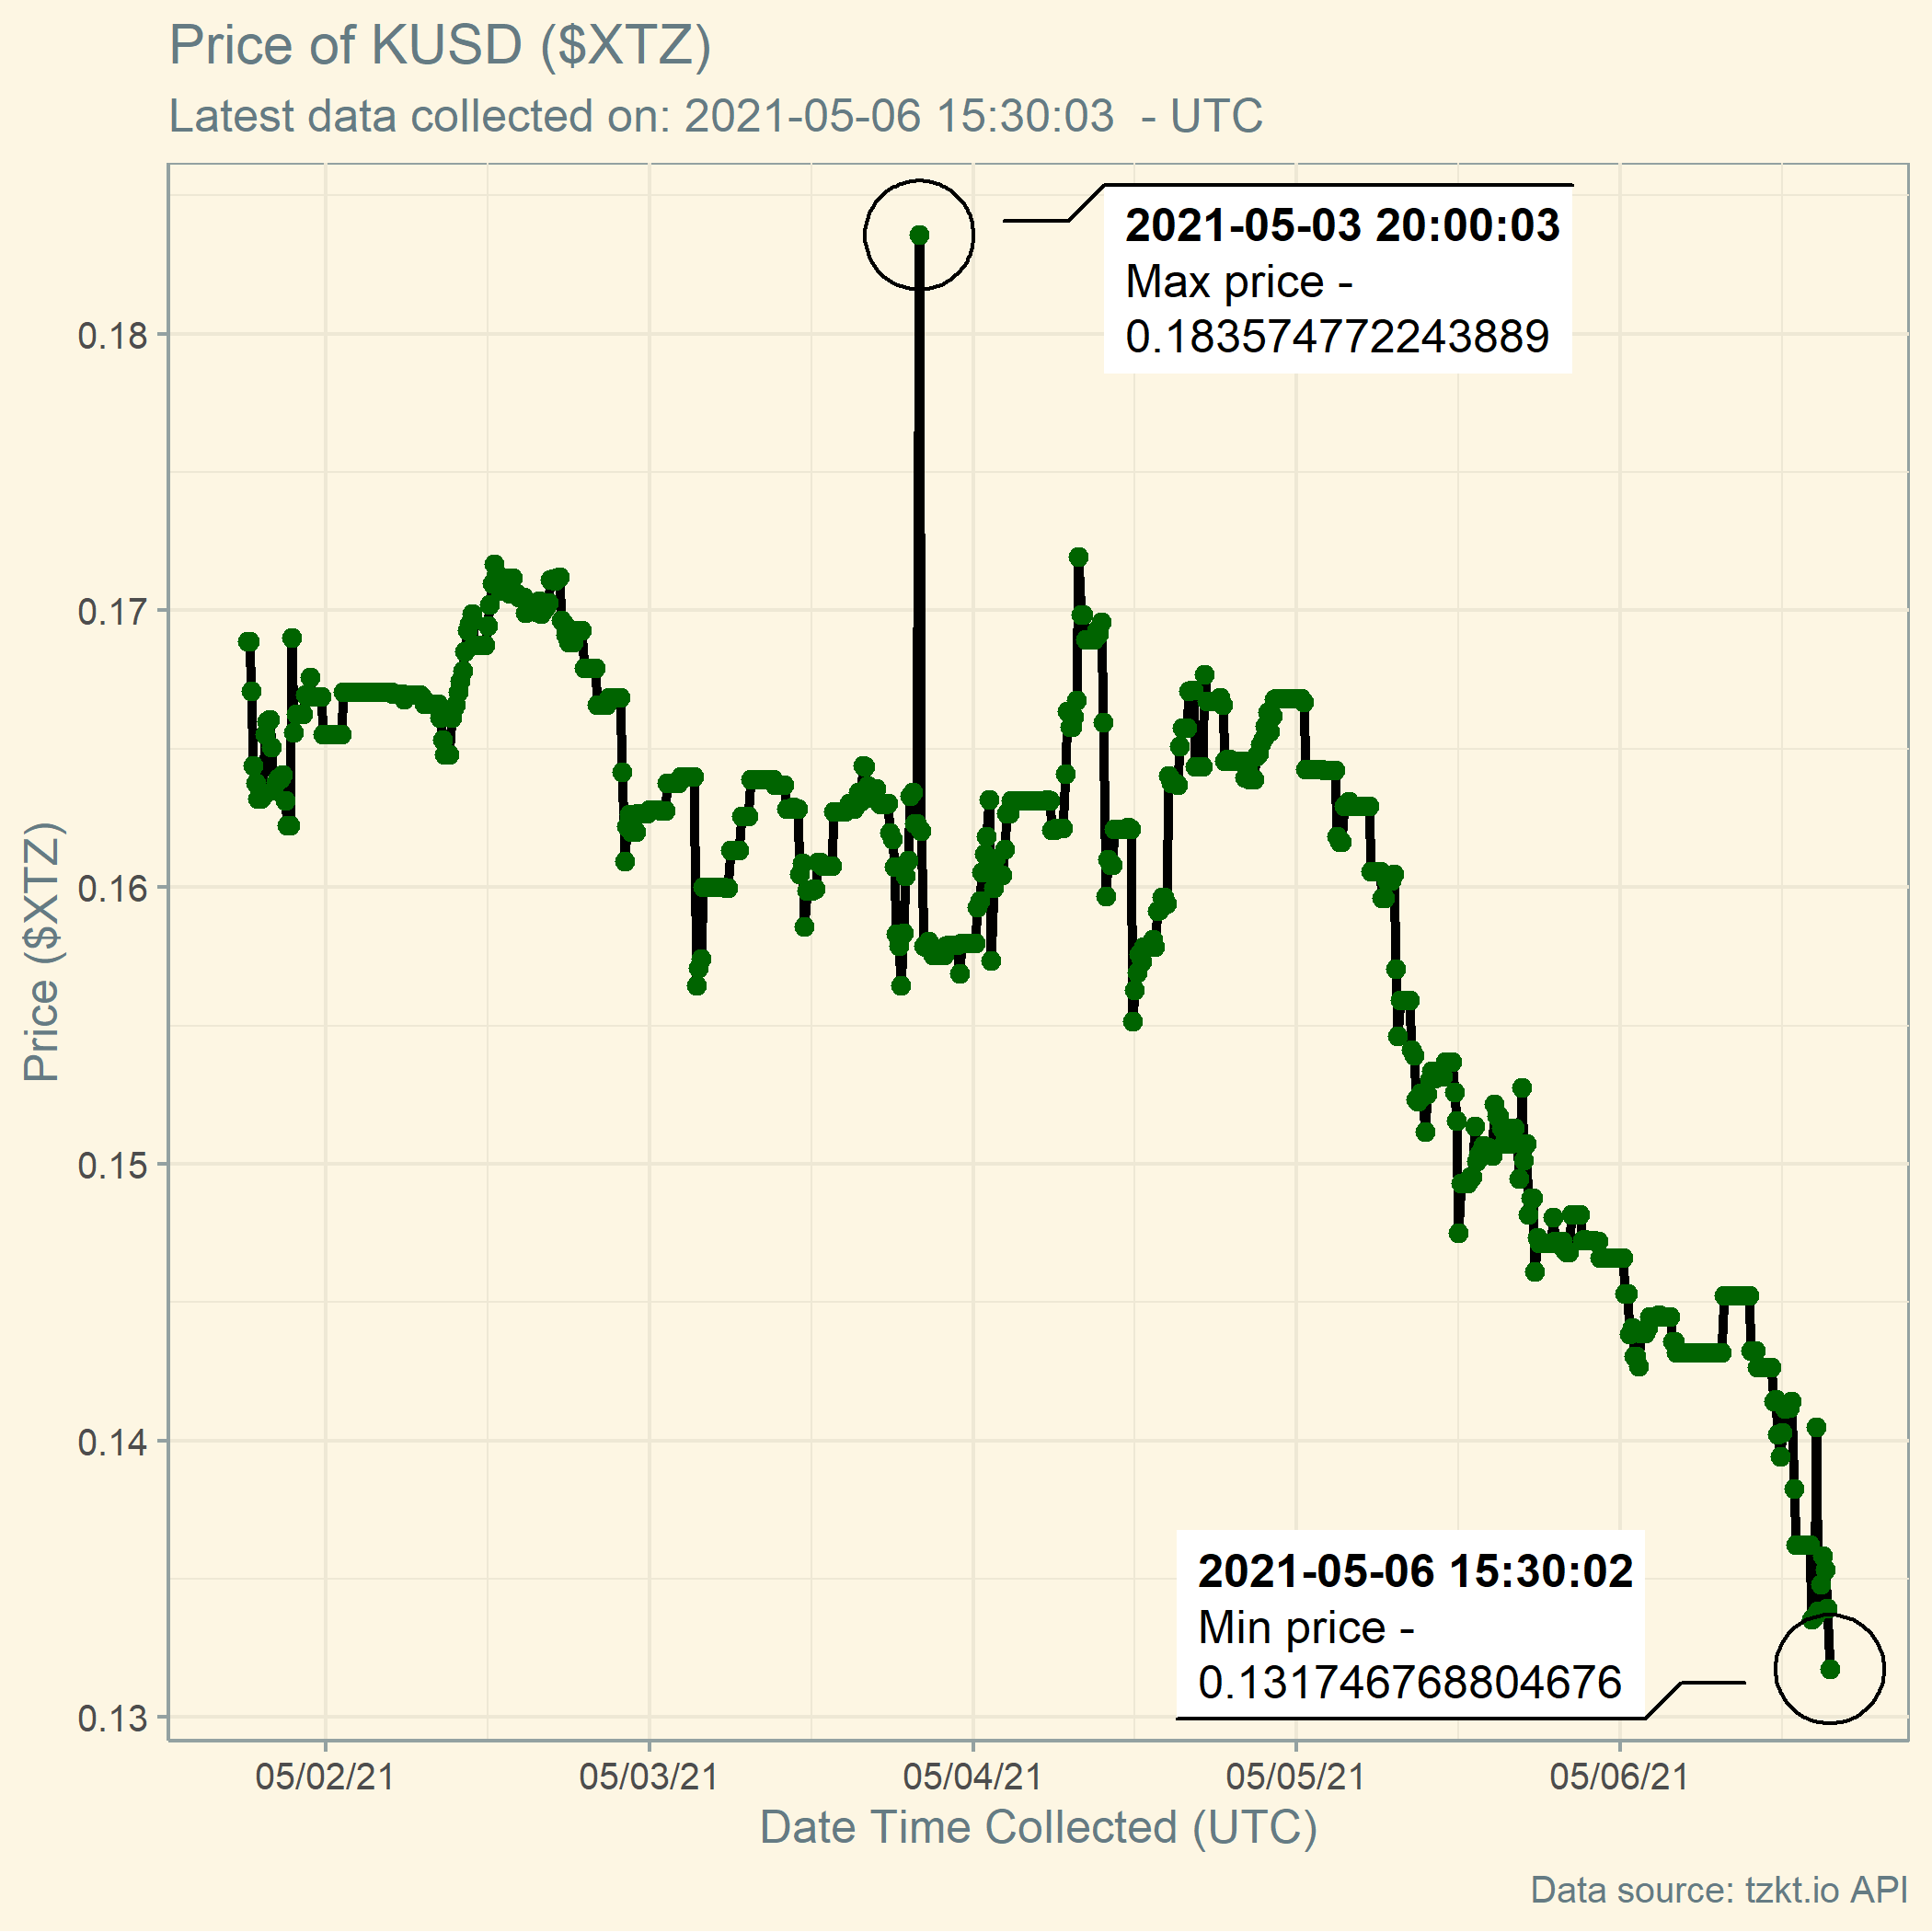 Price of KUSD ($XTZ)
Latest data collected on: 2021-05-06 15:30:03  - UTC
2021-05-03 20:00:03
Max price -
0.183574772243889
0.18
0.17
0.16
0.15
0.14
0.13
Price ($XTZ)
2021-05-06 15:30:02
Min price -
0.131746768804676
05/02/21
05/03/21
05/04/21
05/05/21
05/06/21
Date Time Collected (UTC)
Data source: tzkt.io API